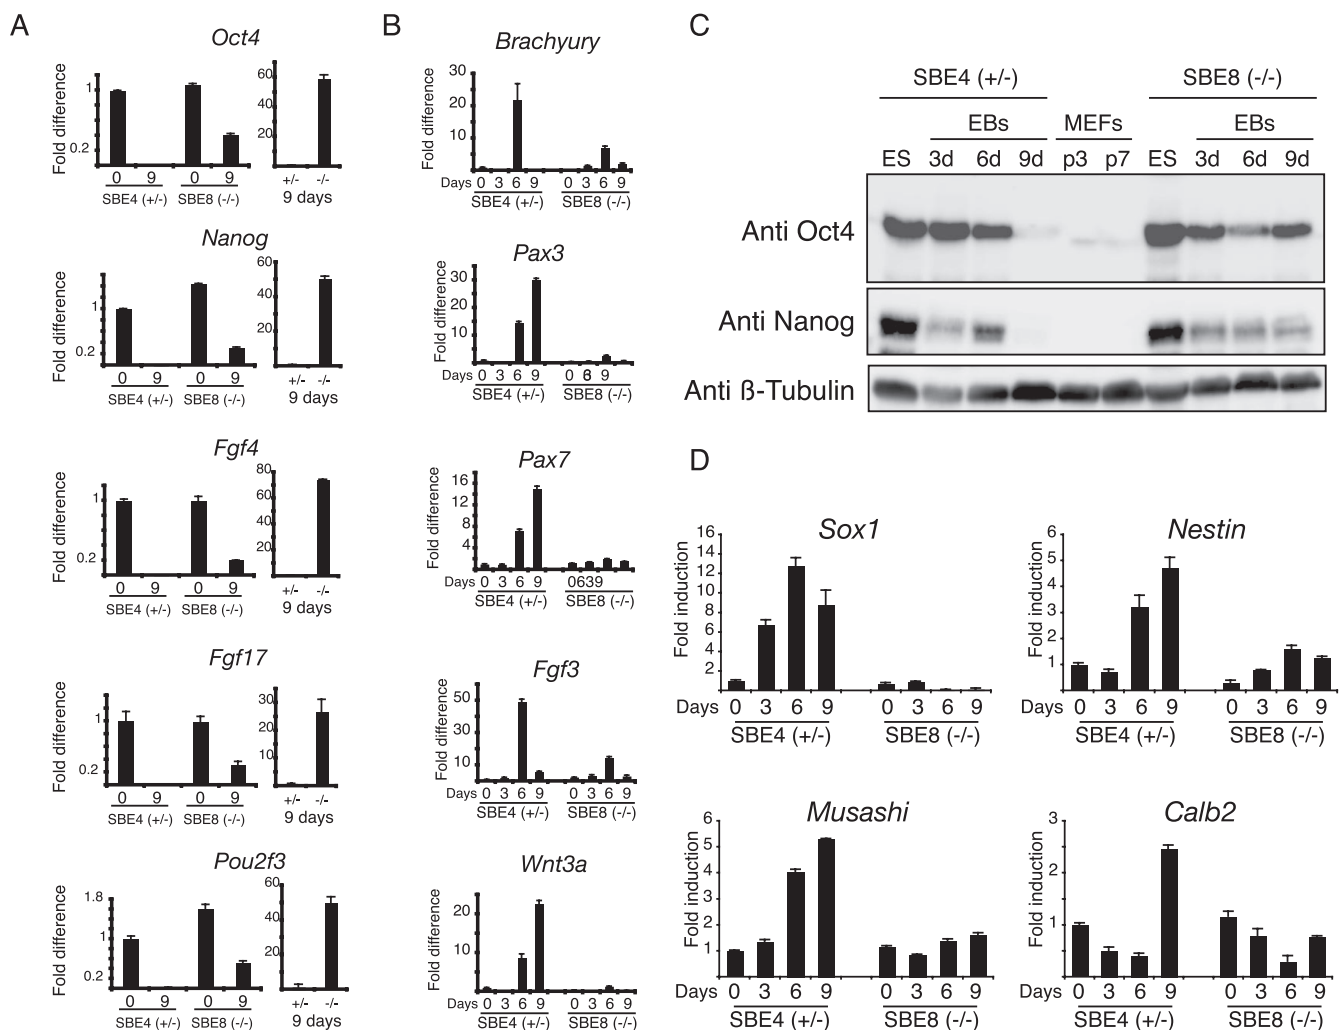 A
Oct4
Fold difference
1
0.2
0 9 0 9
SBE4 (+/-) SBE8 (-/-)
60
40
20
+/- -/-
9 days
Nanog
Fold difference
1
0.2
0 9 0 9
SBE4 (+/-) SBE8 (-/-)
60
40
20
+/- -/-
9 days
Fgf4
Fold difference
1
0.2
0 9 0 9
SBE4 (+/-) SBE8 (-/-)
80
60
40
20
+/- -/-
9 days
Fgf17
Fold difference
1
0.2
0 9 0 9
SBE4 (+/-) SBE8 (-/-)
30
20
10
+/- -/-
9 days
Pou2f3
Fold difference
1.8
1
0.2
0 9 0 9
SBE4 (+/-) SBE8 (-/-)
60
40
20
+/- -/-
9 days
B
Brachyury
Fold difference
30
20
10
Days 0 3 6 9 0 3 6 9
SBE4 (+/-) SBE8 (-/-)
Pax3
Fold difference
30
20
10
Days 0 3 6 9 0 6 9
SBE4 (+/-) SBE8 (-/-)
Pax7
Fold difference
16
12
8
4
Days 0 3 6 9 0639
SBE4 (+/-) SBE8 (-/-)
Fgf3
Fold difference
50
30
10
Days 0 3 6 9 0 3 6 9
SBE4 (+/-) SBE8 (-/-)
Wnt3a
Fold difference
20
10
0
Days 0 3 6 9 0 3 6 9
SBE4 (+/-) SBE8 (-/-)
C
SBE4 (+/-) SBE8 (-/-)
EBs MEFs EBs
ES 3d 6d 9d p3 p7 ES 3d 6d 9d
Anti Oct4
Anti Nanog
Anti ß-Tubulin
D
Sox1
Fold induction
16
14
12
10
8
6
4
2
Days 0 3 6 9 0 3 6 9
SBE4 (+/-) SBE8 (-/-)
Nestin
Fold induction
6
5
4
3
2
1
Days 0 3 6 9 0 3 6 9
SBE4 (+/-) SBE8 (-/-)
Musashi
Fold induction
6
5
4
3
2
1
Days 0 3 6 9 0 3 6 9
SBE4 (+/-) SBE8 (-/-)
Calb2
Fold induction
3
2
1
Days 0 3 6 9 0 3 6 9
SBE4 (+/-) SBE8 (-/-)